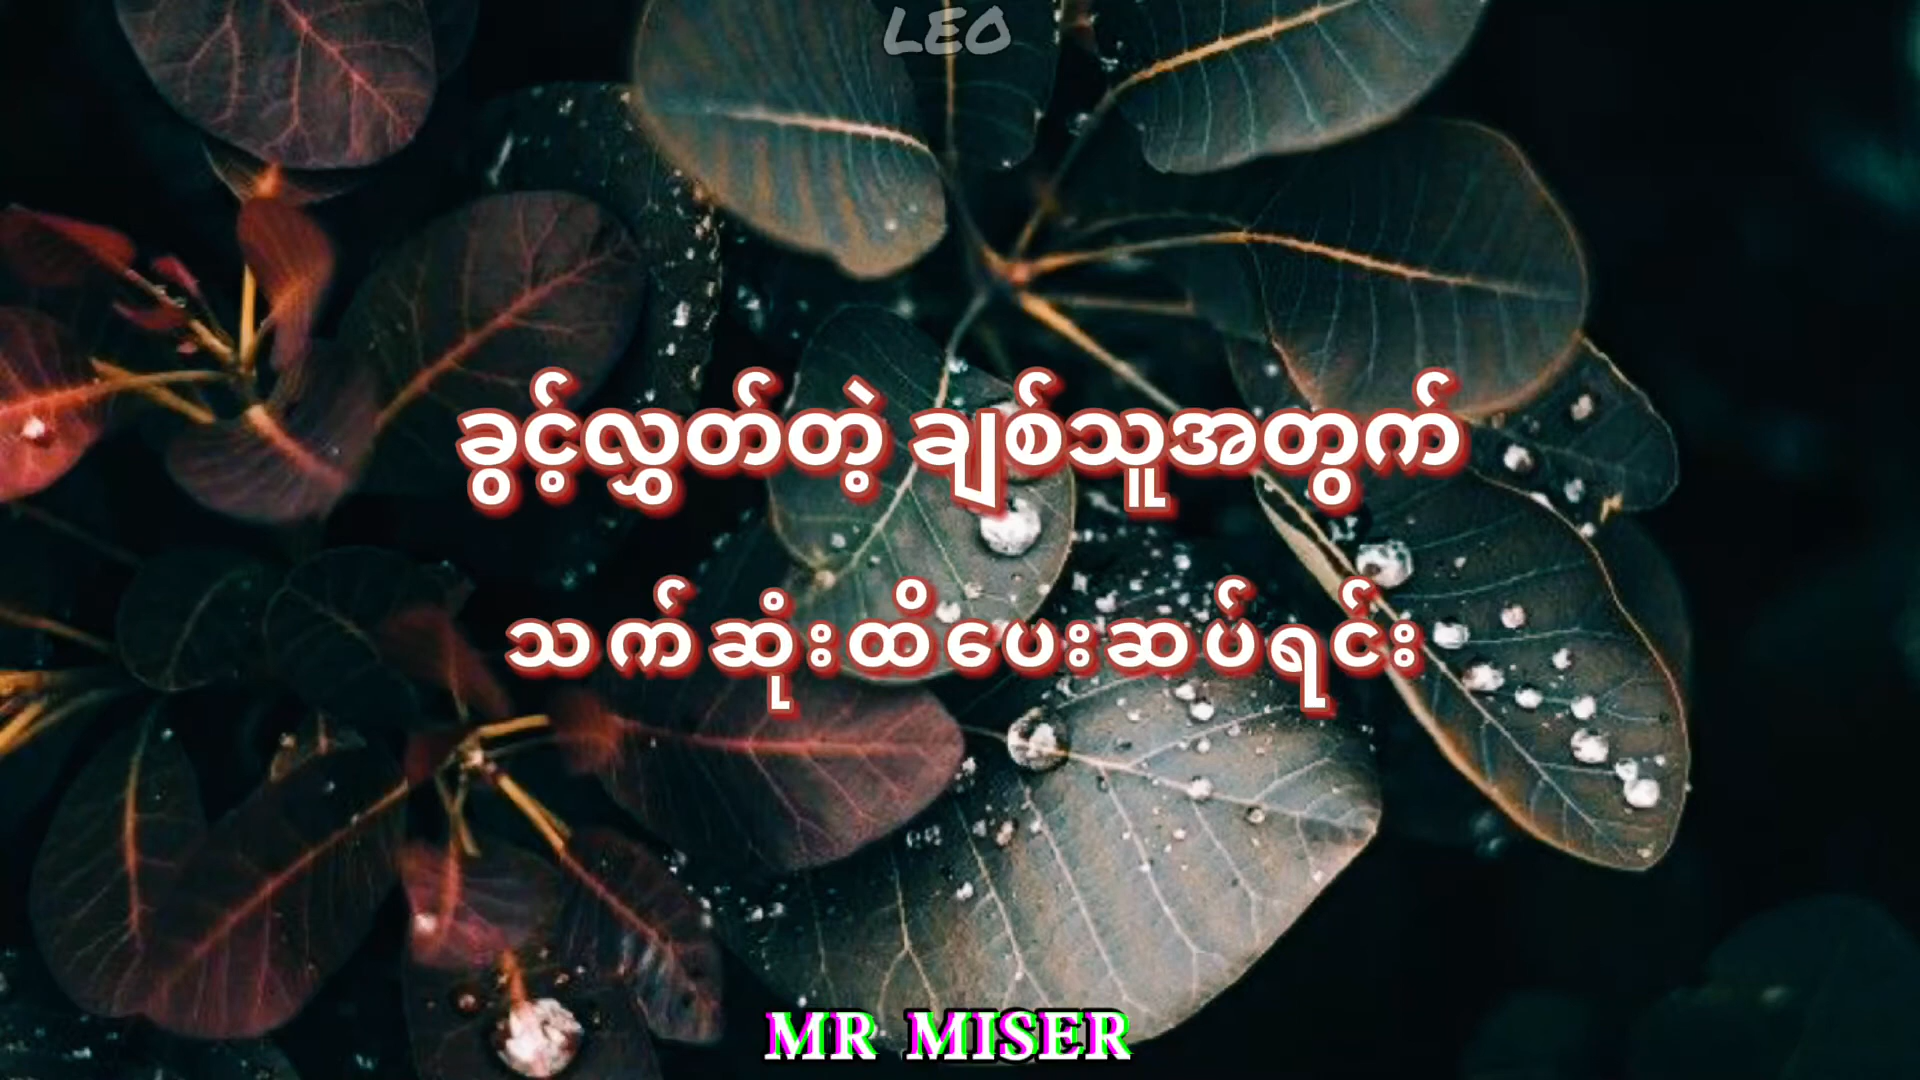 LEO
ခွင့်လွှတ်တဲ့ ချစ်သူအတွက်
သက်ဆုံးထိပေးဆပ်ရင်း
MR MISER